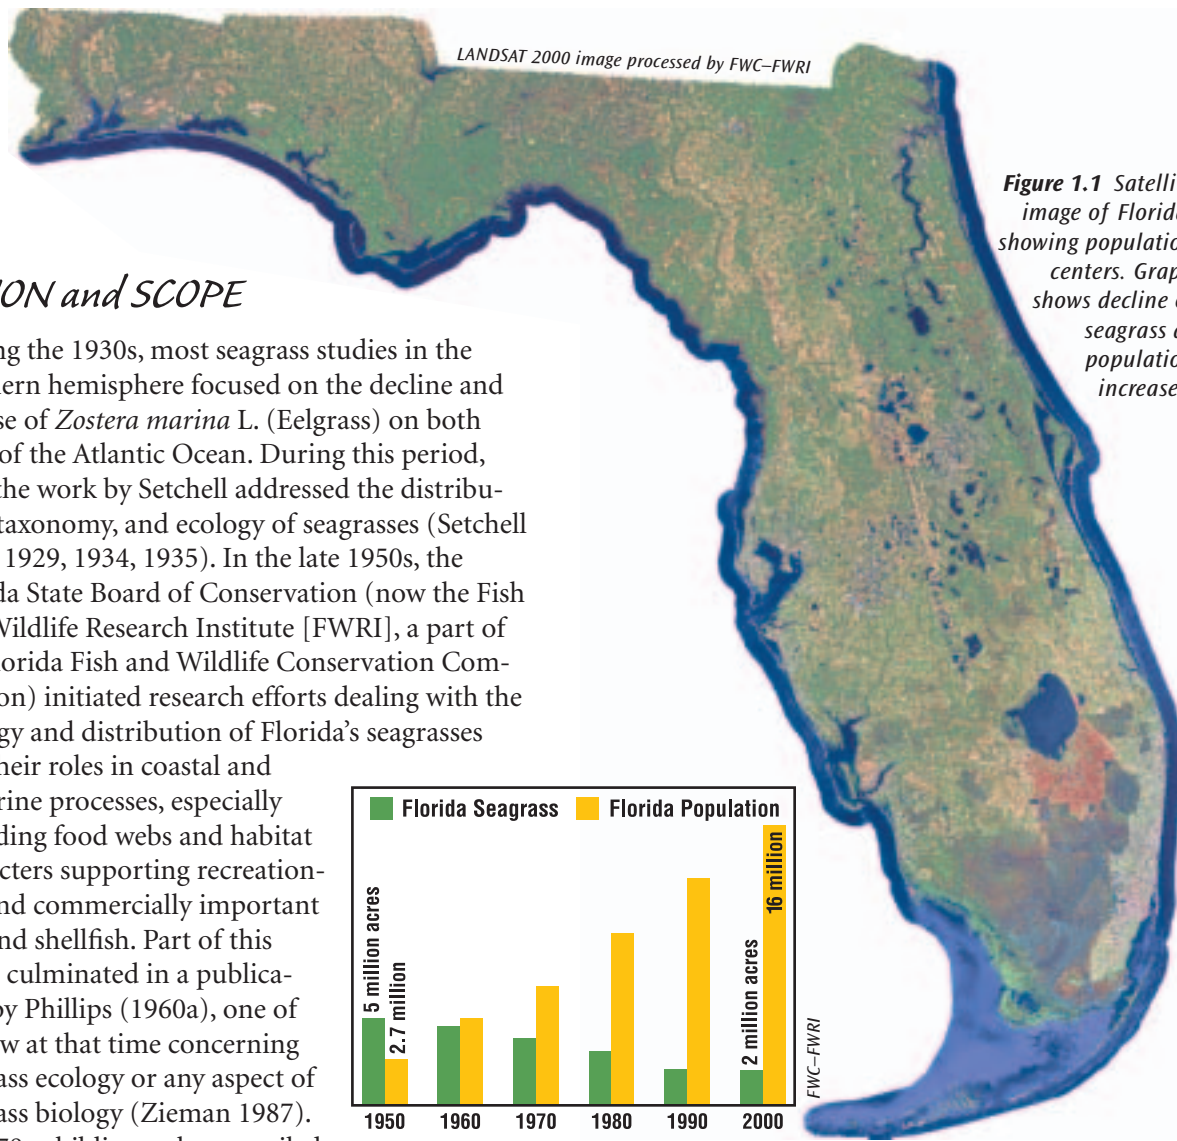 LANDSAT 2000 image processed by FWC–FWRI
Figure 1.1 Satelli
image of Florid
showing populatio
centers. Grap
shows decline
seagrass
populatio
increase
ON and SCOPE
ng the 1930s, most seagrass studies in the
ern hemisphere focused on the decline and
se of Zostera marina L. (Eelgrass) on both
of the Atlantic Ocean. During this period,
the work by Setchell addressed the distribu-
taxonomy, and ecology of seagrasses (Setchell
1929, 1934, 1935). In the late 1950s, the
da State Board of Conservation (now the Fish
Wildlife Research Institute [FWRI], a part of
lorida Fish and Wildlife Conservation Com-
on) initiated research efforts dealing with the
gy and distribution of Florida’s seagrasses
heir roles in coastal and
rine processes, especially
ding food webs and habitat
cters supporting recreation-
nd commercially important
nd shellfish. Part of this
culminated in a publica-
by Phillips (1960a), one of
w at that time concerning
ass ecology or any aspect of
ass biology (Zieman 1987).
Florida Seagrass Florida Population
5 million acres
2.7 million
2 million acres
16 million
1950 1960 1970 1980 1990 2000
FWC–FWRI